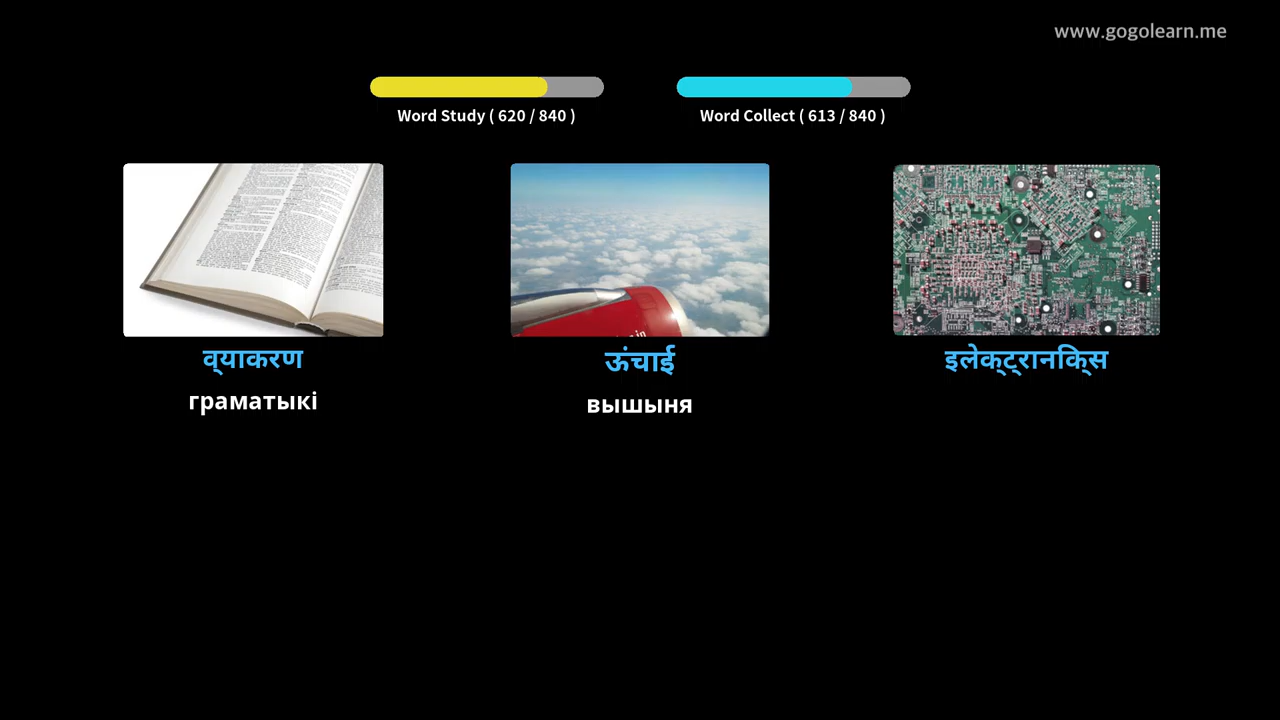 www.gogolearn.me
Word Study ( 620 / 840 )
Word Collect ( 613 / 840 )
व्याकरण
ऊंचाई
इलेक्ट्रानिक्स
граматыкі
вышыня